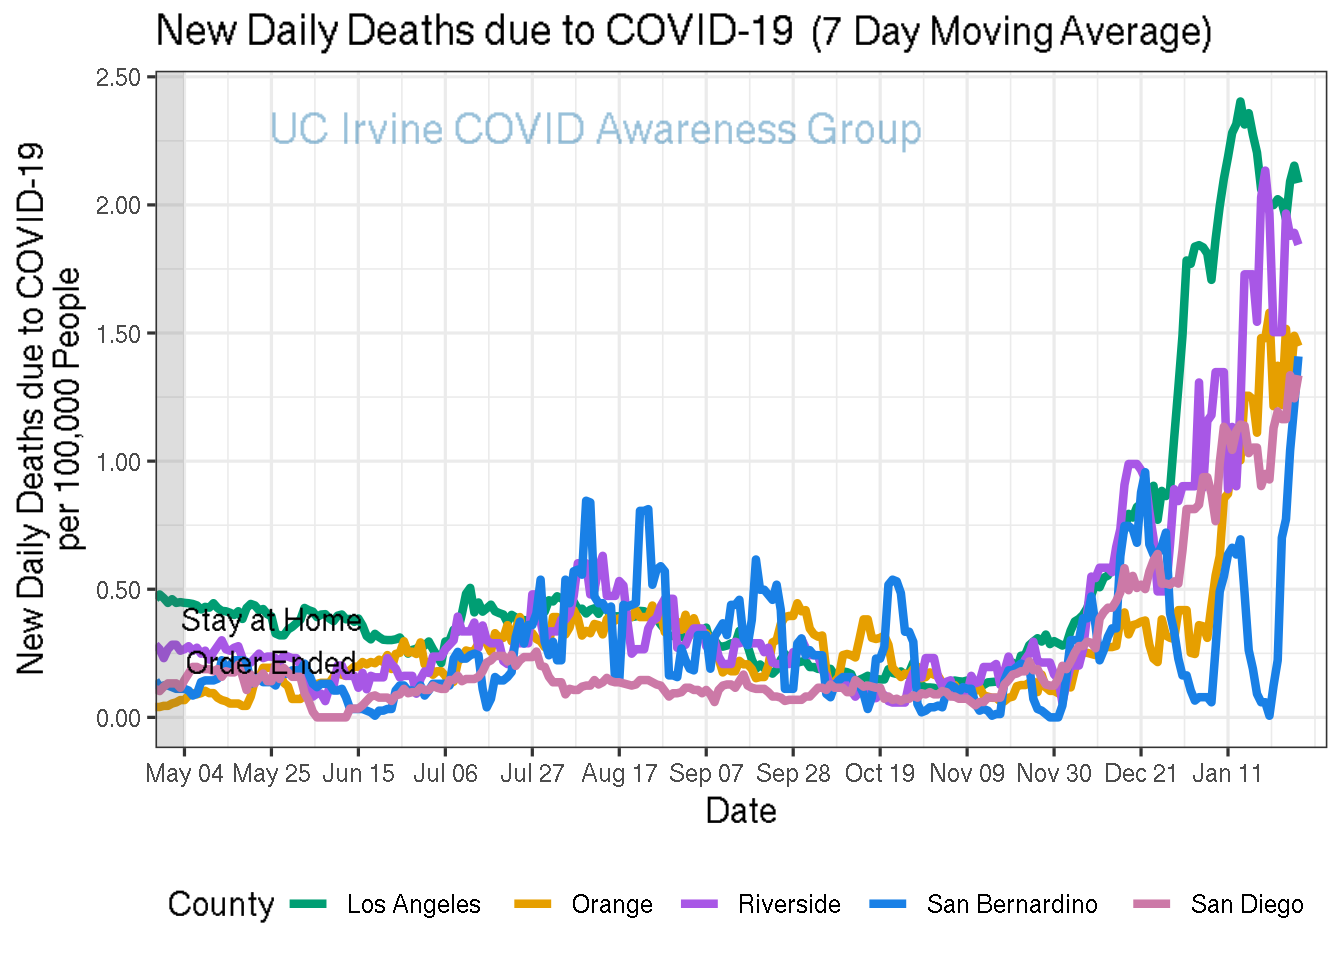 New Daily Deaths due to COVID-19 (7 Day Moving Average)
UC Irvine COVID Awareness Group
New Daily Deaths due to COVID-19
per 100,000 People
2.50
2.00
1.50
1.00
0.50
0.00
Stay at Home
Order Ended
May 04 May 25 Jun 15 Jul 06 Jul 27 Aug 17 Sep 07 Sep 28 Oct 19 Nov 09 Nov 30 Dec 21 Jan 11
Date
County Los Angeles Orange Riverside San Bernardino San Diego